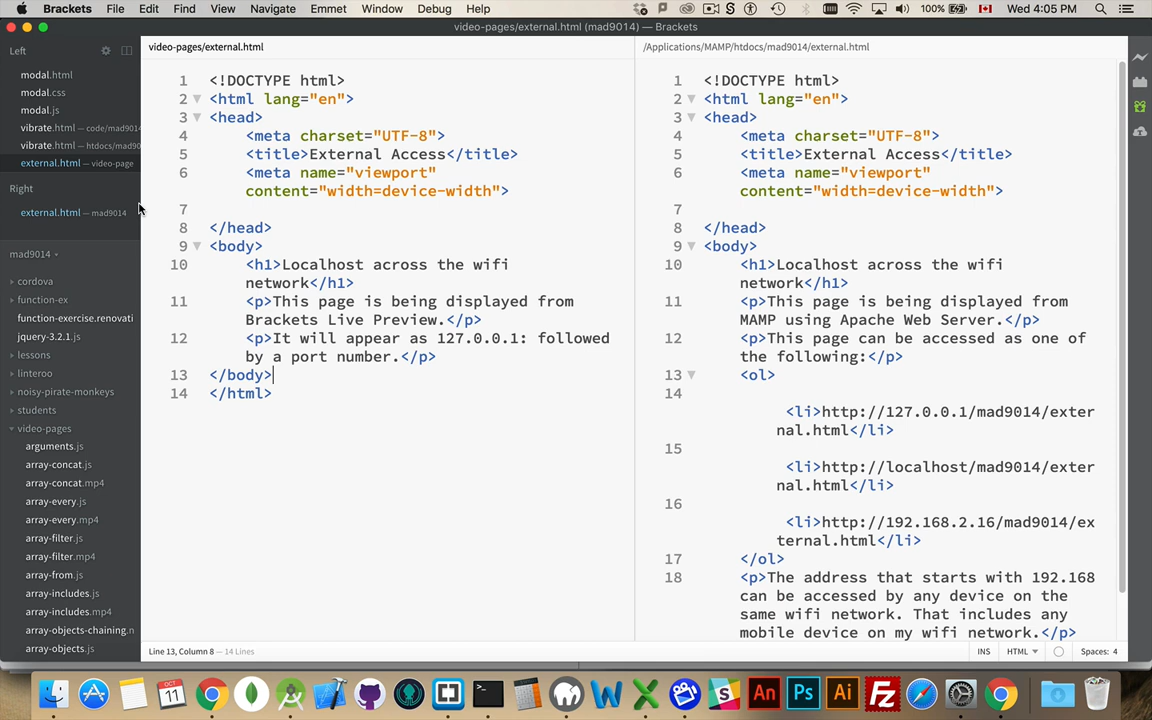 Brackets File Edit Find View Navigate Emmet Window Debug Help 100% Wed 4:05 PM
video-pages/external.html (mad9014) — Brackets
Left
modal.html
modal.css
modal.js
vibrate.html — code/mad9014
vibrate.html — htdocs/mad90
external.html — video-page
Right
external.html — mad9014
mad9014
cordova
function-ex
function-exercise.renovati
jquery-3.2.1.js
lessons
linteroo
noisy-pirate-monkeys
students
video-pages
arguments.js
array-concat.js
array-concat.mp4
array-every.js
array-every.mp4
array-filter.js
array-filter.mp4
array-from.js
array-includes.js
array-includes.mp4
array-objects-chaining.n
array-objects.js
video-pages/external.html
1 <!DOCTYPE html>
2 <html lang="en">
3 <head>
4 <meta charset="UTF-8">
5 <title>External Access</title>
6 <meta name="viewport"
content="width=device-width">
7
8 </head>
9 <body>
10 <h1>Localhost across the wifi
network</h1>
11 <p>This page is being displayed from
Brackets Live Preview.</p>
12 <p>It will appear as 127.0.0.1: followed
by a port number.</p>
13 </body>
14 </html>
/Applications/MAMP/htdocs/mad9014/external.html
1 <!DOCTYPE html>
2 <html lang="en">
3 <head>
4 <meta charset="UTF-8">
5 <title>External Access</title>
6 <meta name="viewport"
content="width=device-width">
7
8 </head>
9 <body>
10 <h1>Localhost across the wifi
network</h1>
11 <p>This page is being displayed from
MAMP using Apache Web Server.</p>
12 <p>This page can be accessed as one of
the following:</p>
13 <ol>
14
<li>http://127.0.0.1/mad9014/exter
nal.html</li>
15
<li>http://localhost/mad9014/exter
nal.html</li>
16
<li>http://192.168.2.16/mad9014/ex
ternal.html</li>
17 </ol>
18 <p>The address that starts with 192.168
can be accessed by any device on the
same wifi network. That includes any
mobile device on my wifi network.</p>
Line 13, Column 8 — 14 Lines
INS HTML Spaces: 4
11
An Ps Ai Fz